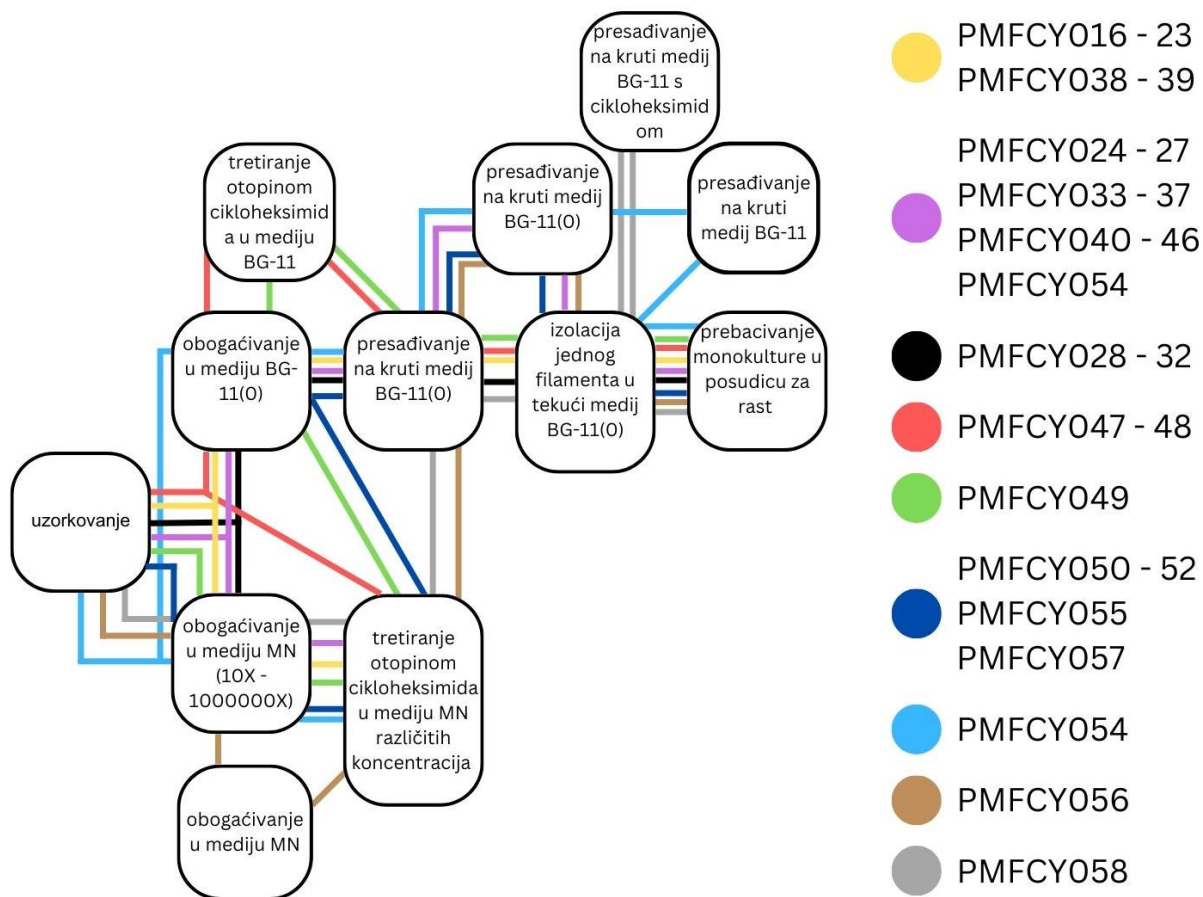 presađivanje
na kruti medij
BG-11 s
cikloheksimid
om
tretiranje
otopinom
cikloheksimid
a u mediju
BG-11
presađivanje
na kruti medij
BG-11(0)
presađivanje
na kruti
medij BG-11
obogaćivanje
u mediju BG-
11(0)
presađivanje
na kruti medij
BG-11(0)
izolacija
jednog
filamenta u
tekući medij
BG-11(0)
prebacivanje
monokulture u
posudicu za
rast
uzorkovanje
obogaćivanje
u mediju MN
(10X -
1000000X)
tretiranje
otopinom
cikloheksimida
u mediju MN
različitih
koncentracija
obogaćivanje
u mediju MN
PMFCY016 - 23
PMFCY038 - 39
PMFCY024 - 27
PMFCY033 - 37
PMFCY040 - 46
PMFCY054
PMFCY028 - 32
PMFCY047 - 48
PMFCY049
PMFCY050 - 52
PMFCY055
PMFCY057
PMFCY054
PMFCY056
PMFCY058